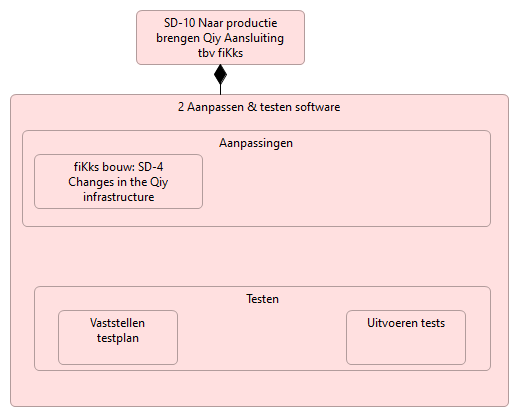 SD-10 Naar productie
brengen Qiy Aansluiting
tbv fiKks
2 Aanpassen & testen software
Aanpassingen
fiKks bouw: SD-4
Changes in the Qiy
infrastructure
Testen
Vaststellen
testplan
Uitvoeren tests